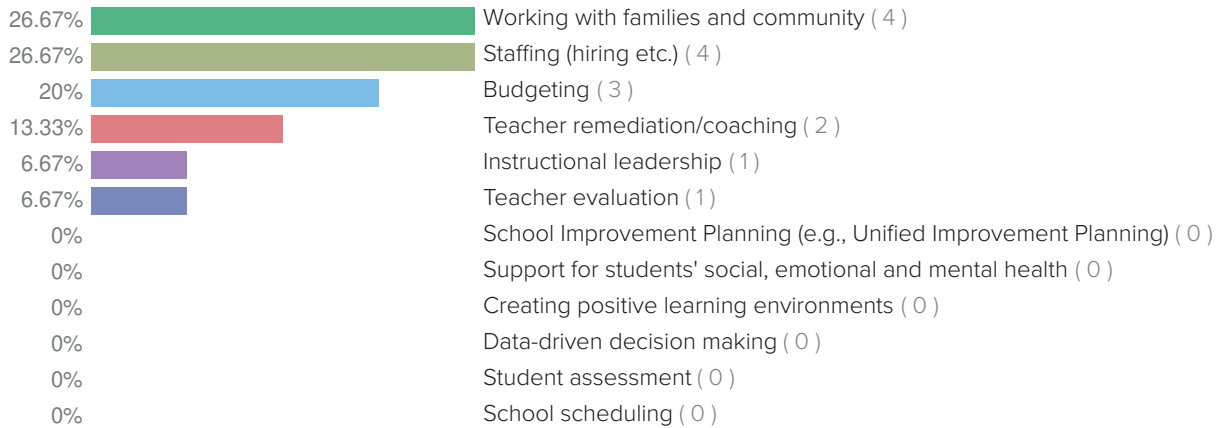 26.67% Working with families and community ( 4 )
26.67% Staffing (hiring etc.) ( 4 )
20% Budgeting ( 3 )
13.33% Teacher remediation/coaching ( 2 )
6.67% Instructional leadership ( 1 )
6.67% Teacher evaluation ( 1 )
0% School Improvement Planning (e.g., Unified Improvement Planning) ( 0 )
0% Support for students' social, emotional and mental health ( 0 )
0% Creating positive learning environments ( 0 )
0% Data-driven decision making ( 0 )
0% Student assessment ( 0 )
0% School scheduling ( 0 )